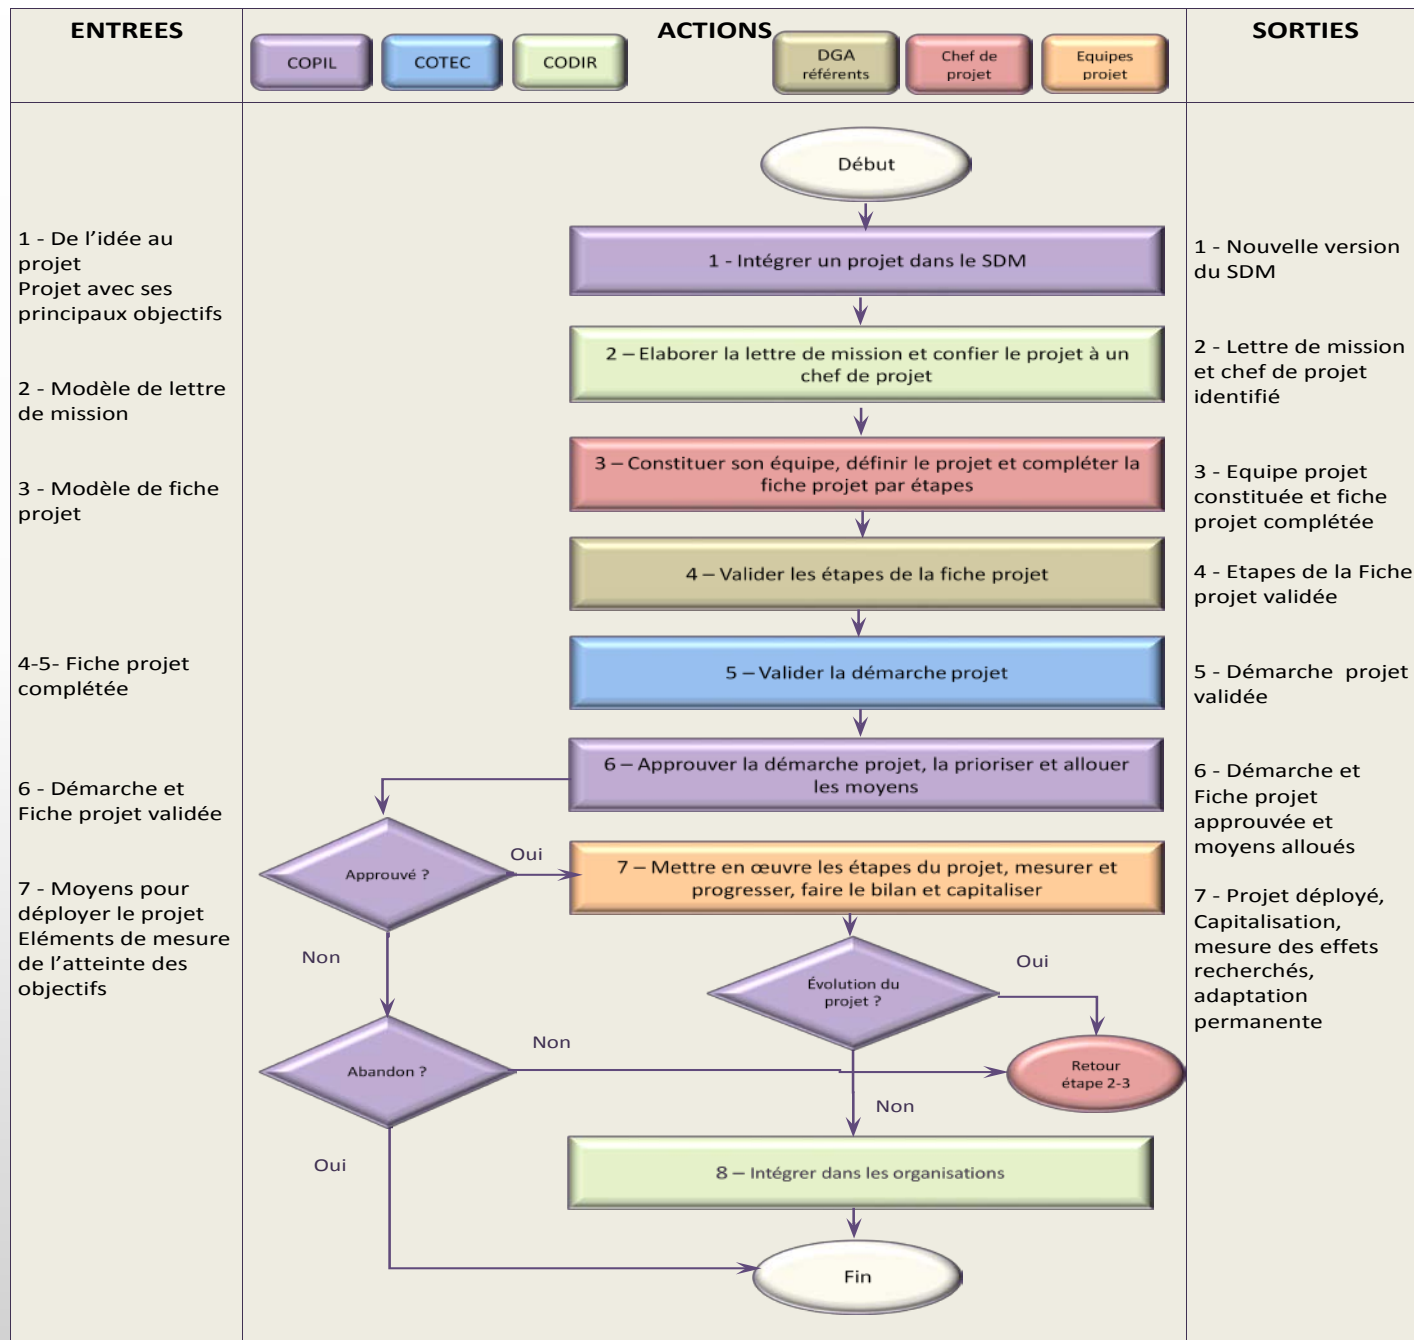 ENTREES
ACTIONS
SORTIES
COPIL
COTEC
CODIR
DGA
référents
Chef de
projet
Equipes
projet
Début
1 - De l’idée au
projet
Projet avec ses
principaux objectifs
2 - Modèle de lettre
de mission
3 - Modèle de fiche
projet
4-5- Fiche projet
complétée
6 - Démarche et
Fiche projet validée
7 - Moyens pour
déployer le projet
Eléments de mesure
de l’atteinte des
objectifs
1 - Intégrer un projet dans le SDM
2 – Elaborer la lettre de mission et confier le projet à un
chef de projet
3 – Constituer son équipe, définir le projet et compléter la
fiche projet par étapes
4 – Valider les étapes de la fiche projet
5 – Valider la démarche projet
6 – Approuver la démarche projet, la prioriser et allouer
les moyens
Approuvé ?
Oui
7 – Mettre en œuvre les étapes du projet, mesurer et
progresser, faire le bilan et capitaliser
Non
Évolution du
projet ?
Oui
Abandon ?
Non
Retour
étape 2-3
Non
Oui
8 – Intégrer dans les organisations
Fin
1 - Nouvelle version
du SDM
2 - Lettre de mission
et chef de projet
identifié
3 - Equipe projet
constituée et fiche
projet complétée
4 - Etapes de la Fiche
projet validée
5 - Démarche projet
validée
6 - Démarche et
Fiche projet
approuvée et
moyens alloués
7 - Projet déployé,
Capitalisation,
mesure des effets
recherchés,
adaptation
permanente